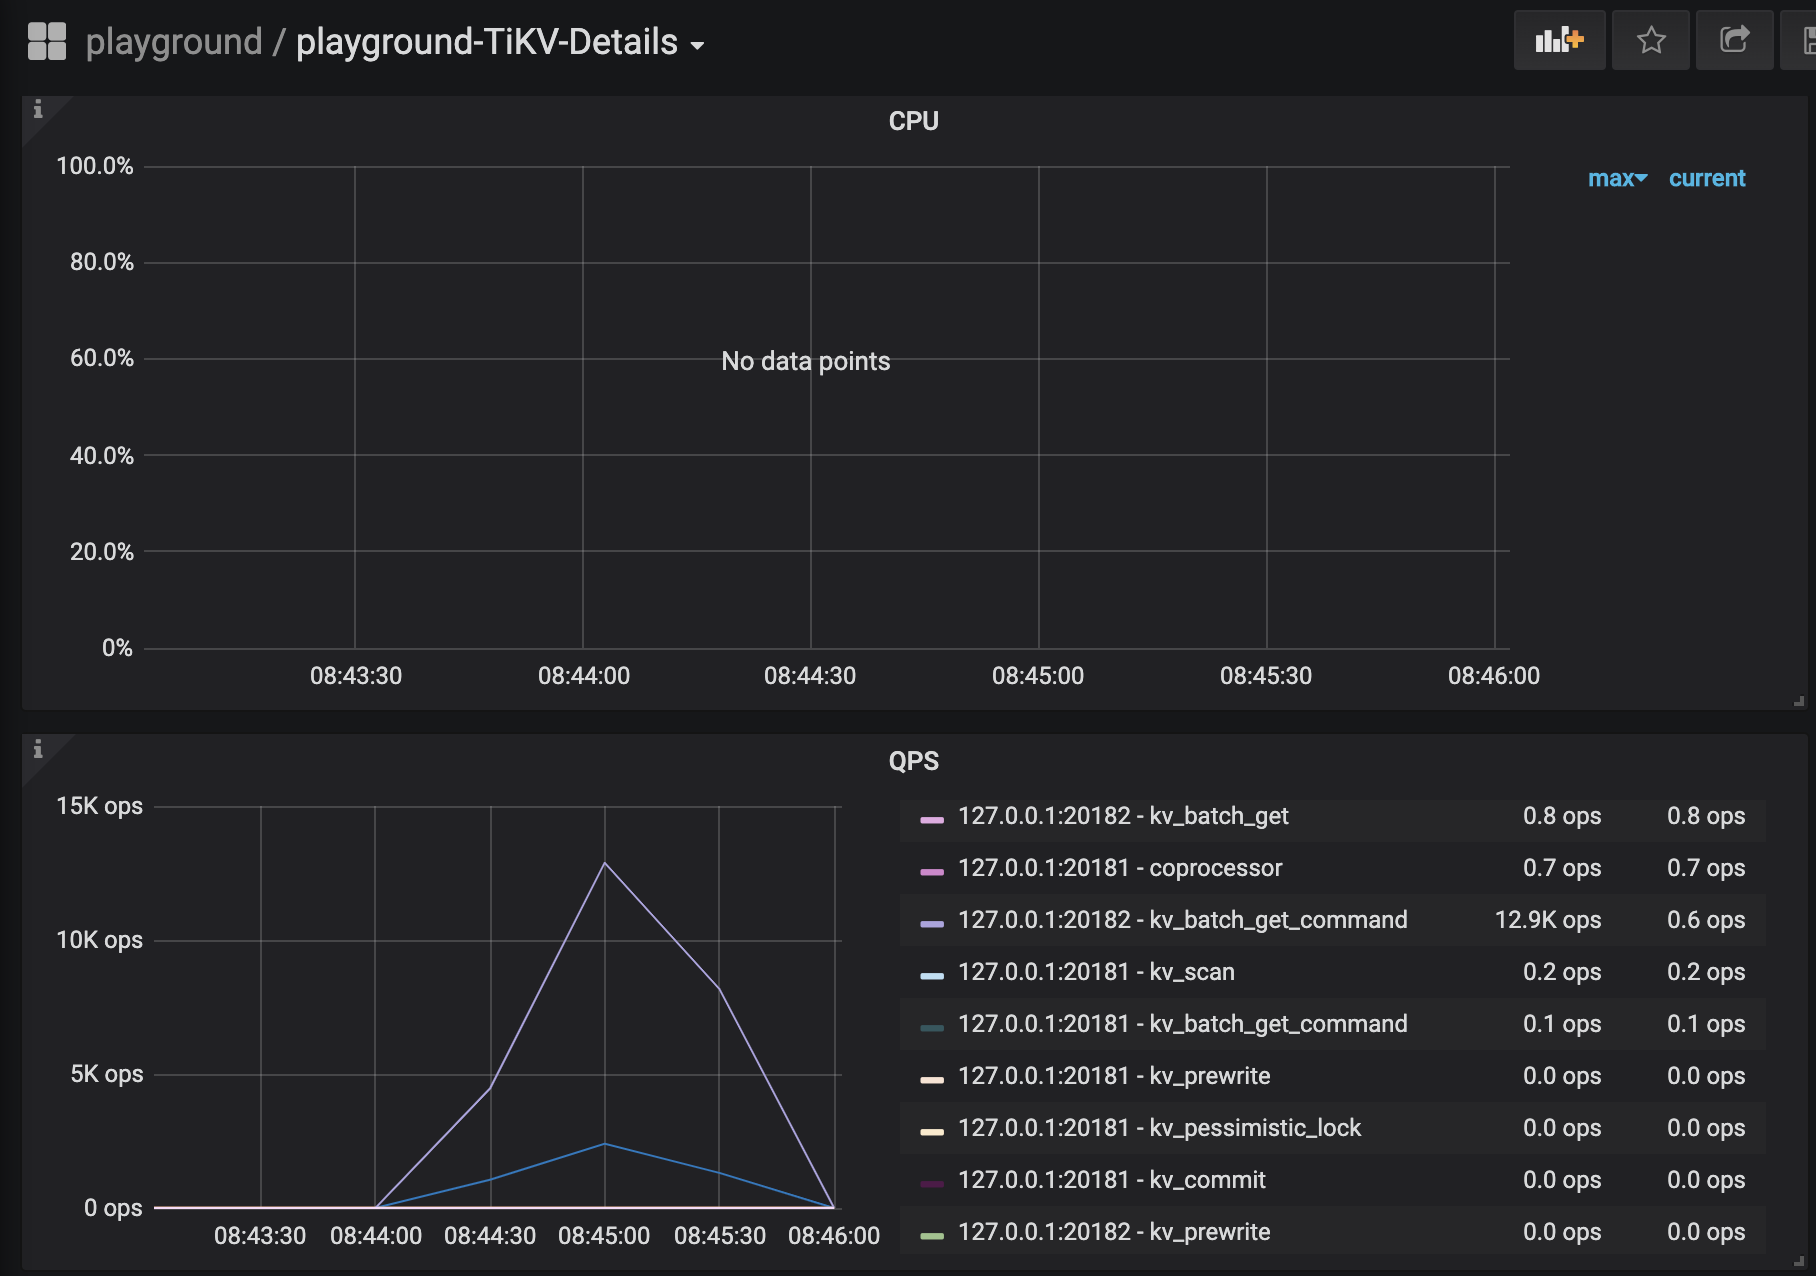 playground / playground-TiKV-Details
CPU
max current
100.0%
80.0%
60.0%
40.0%
20.0%
0%
No data points
08:43:30 08:44:00 08:44:30 08:45:00 08:45:30 08:46:00
QPS
15K ops
10K ops
5K ops
0 ops
08:43:30 08:44:00 08:44:30 08:45:00 08:45:30 08:46:00
127.0.0.1:20182 - kv_batch_get 0.8 ops 0.8 ops
127.0.0.1:20181 - coprocessor 0.7 ops 0.7 ops
127.0.0.1:20182 - kv_batch_get_command 12.9K ops 0.6 ops
127.0.0.1:20181 - kv_scan 0.2 ops 0.2 ops
127.0.0.1:20181 - kv_batch_get_command 0.1 ops 0.1 ops
127.0.0.1:20181 - kv_prewrite 0.0 ops 0.0 ops
127.0.0.1:20181 - kv_pessimistic_lock 0.0 ops 0.0 ops
127.0.0.1:20181 - kv_commit 0.0 ops 0.0 ops
127.0.0.1:20182 - kv_prewrite 0.0 ops 0.0 ops